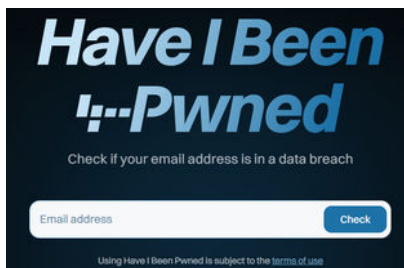 Have I Been
Pwned
Check if your email address is in a data breach
Email address
Check
Using Have I Been Pwned is subject to the terms of use